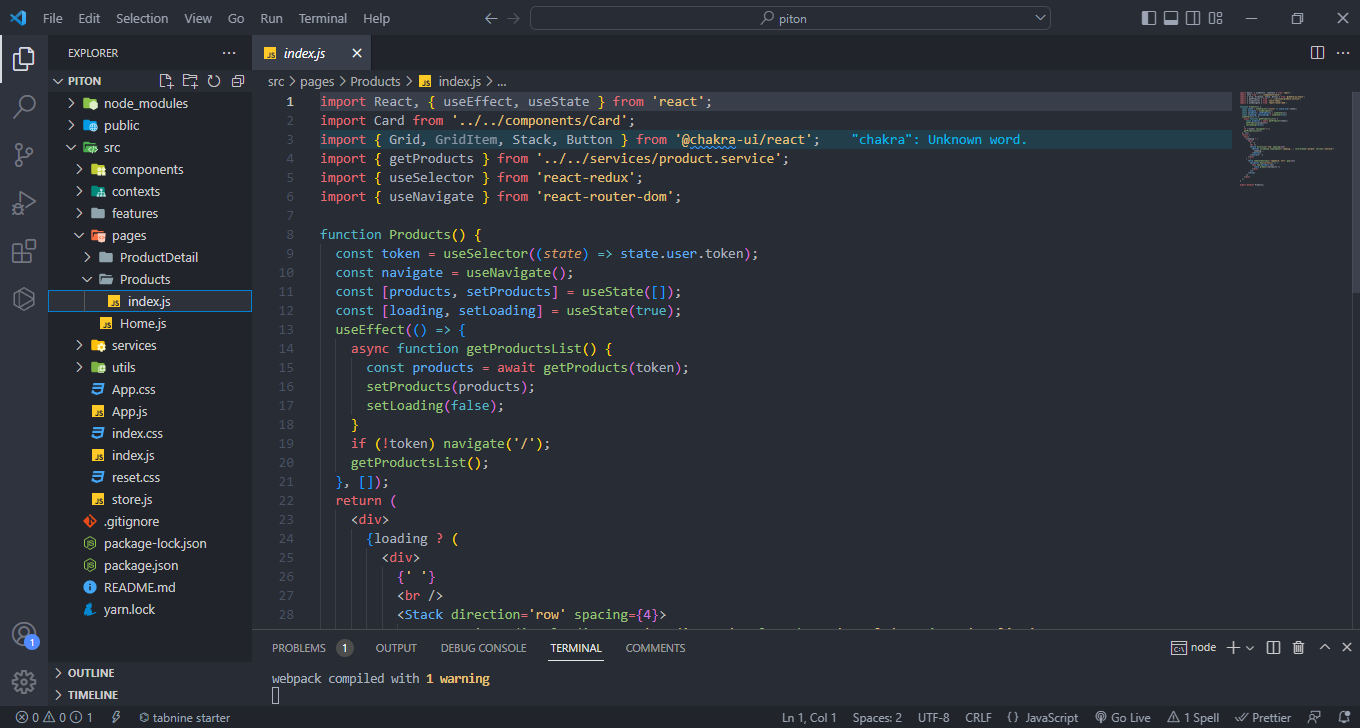 File Edit Selection View Go Run Terminal Help piton
EXPLORER
PITON
node_modules
public
src
components
contexts
features
pages
ProductDetail
Products
index.js
Home.js
services
utils
App.css
App.js
index.css
index.js
reset.css
store.js
.gitignore
package-lock.json
package.json
README.md
yarn.lock
OUTLINE
TIMELINE
index.js
src > pages > Products > index.js > ...
1 import React, { useEffect, useState } from 'react';
2 import Card from '../../components/Card';
3 import { Grid, GridItem, Stack, Button } from '@chakra-ui/react'; "chakra": Unknown word.
4 import { getProducts } from '../../services/product.service';
5 import { useSelector } from 'react-redux';
6 import { useNavigate } from 'react-router-dom';
7
8 function Products() {
9 const token = useSelector((state) => state.user.token);
10 const navigate = useNavigate();
11 const [products, setProducts] = useState([]);
12 const [loading, setLoading] = useState(true);
13 useEffect(() => {
14 async function getProductsList() {
15 const products = await getProducts(token);
16 setProducts(products);
17 setLoading(false);
18 }
19 if (!token) navigate('/');
20 getProductsList();
21 }, []);
22 return (
23 <div>
24 {loading ? (
25 <div>
26 {' '}
27 <br />
28 <Stack direction='row' spacing={4}>
PROBLEMS 1 OUTPUT DEBUG CONSOLE TERMINAL COMMENTS node
webpack compiled with 1 warning
1
0 0 1 tabnine starter Ln 1, Col 1 Spaces: 2 UTF-8 CRLF {} JavaScript Go Live 1 Spell Prettier